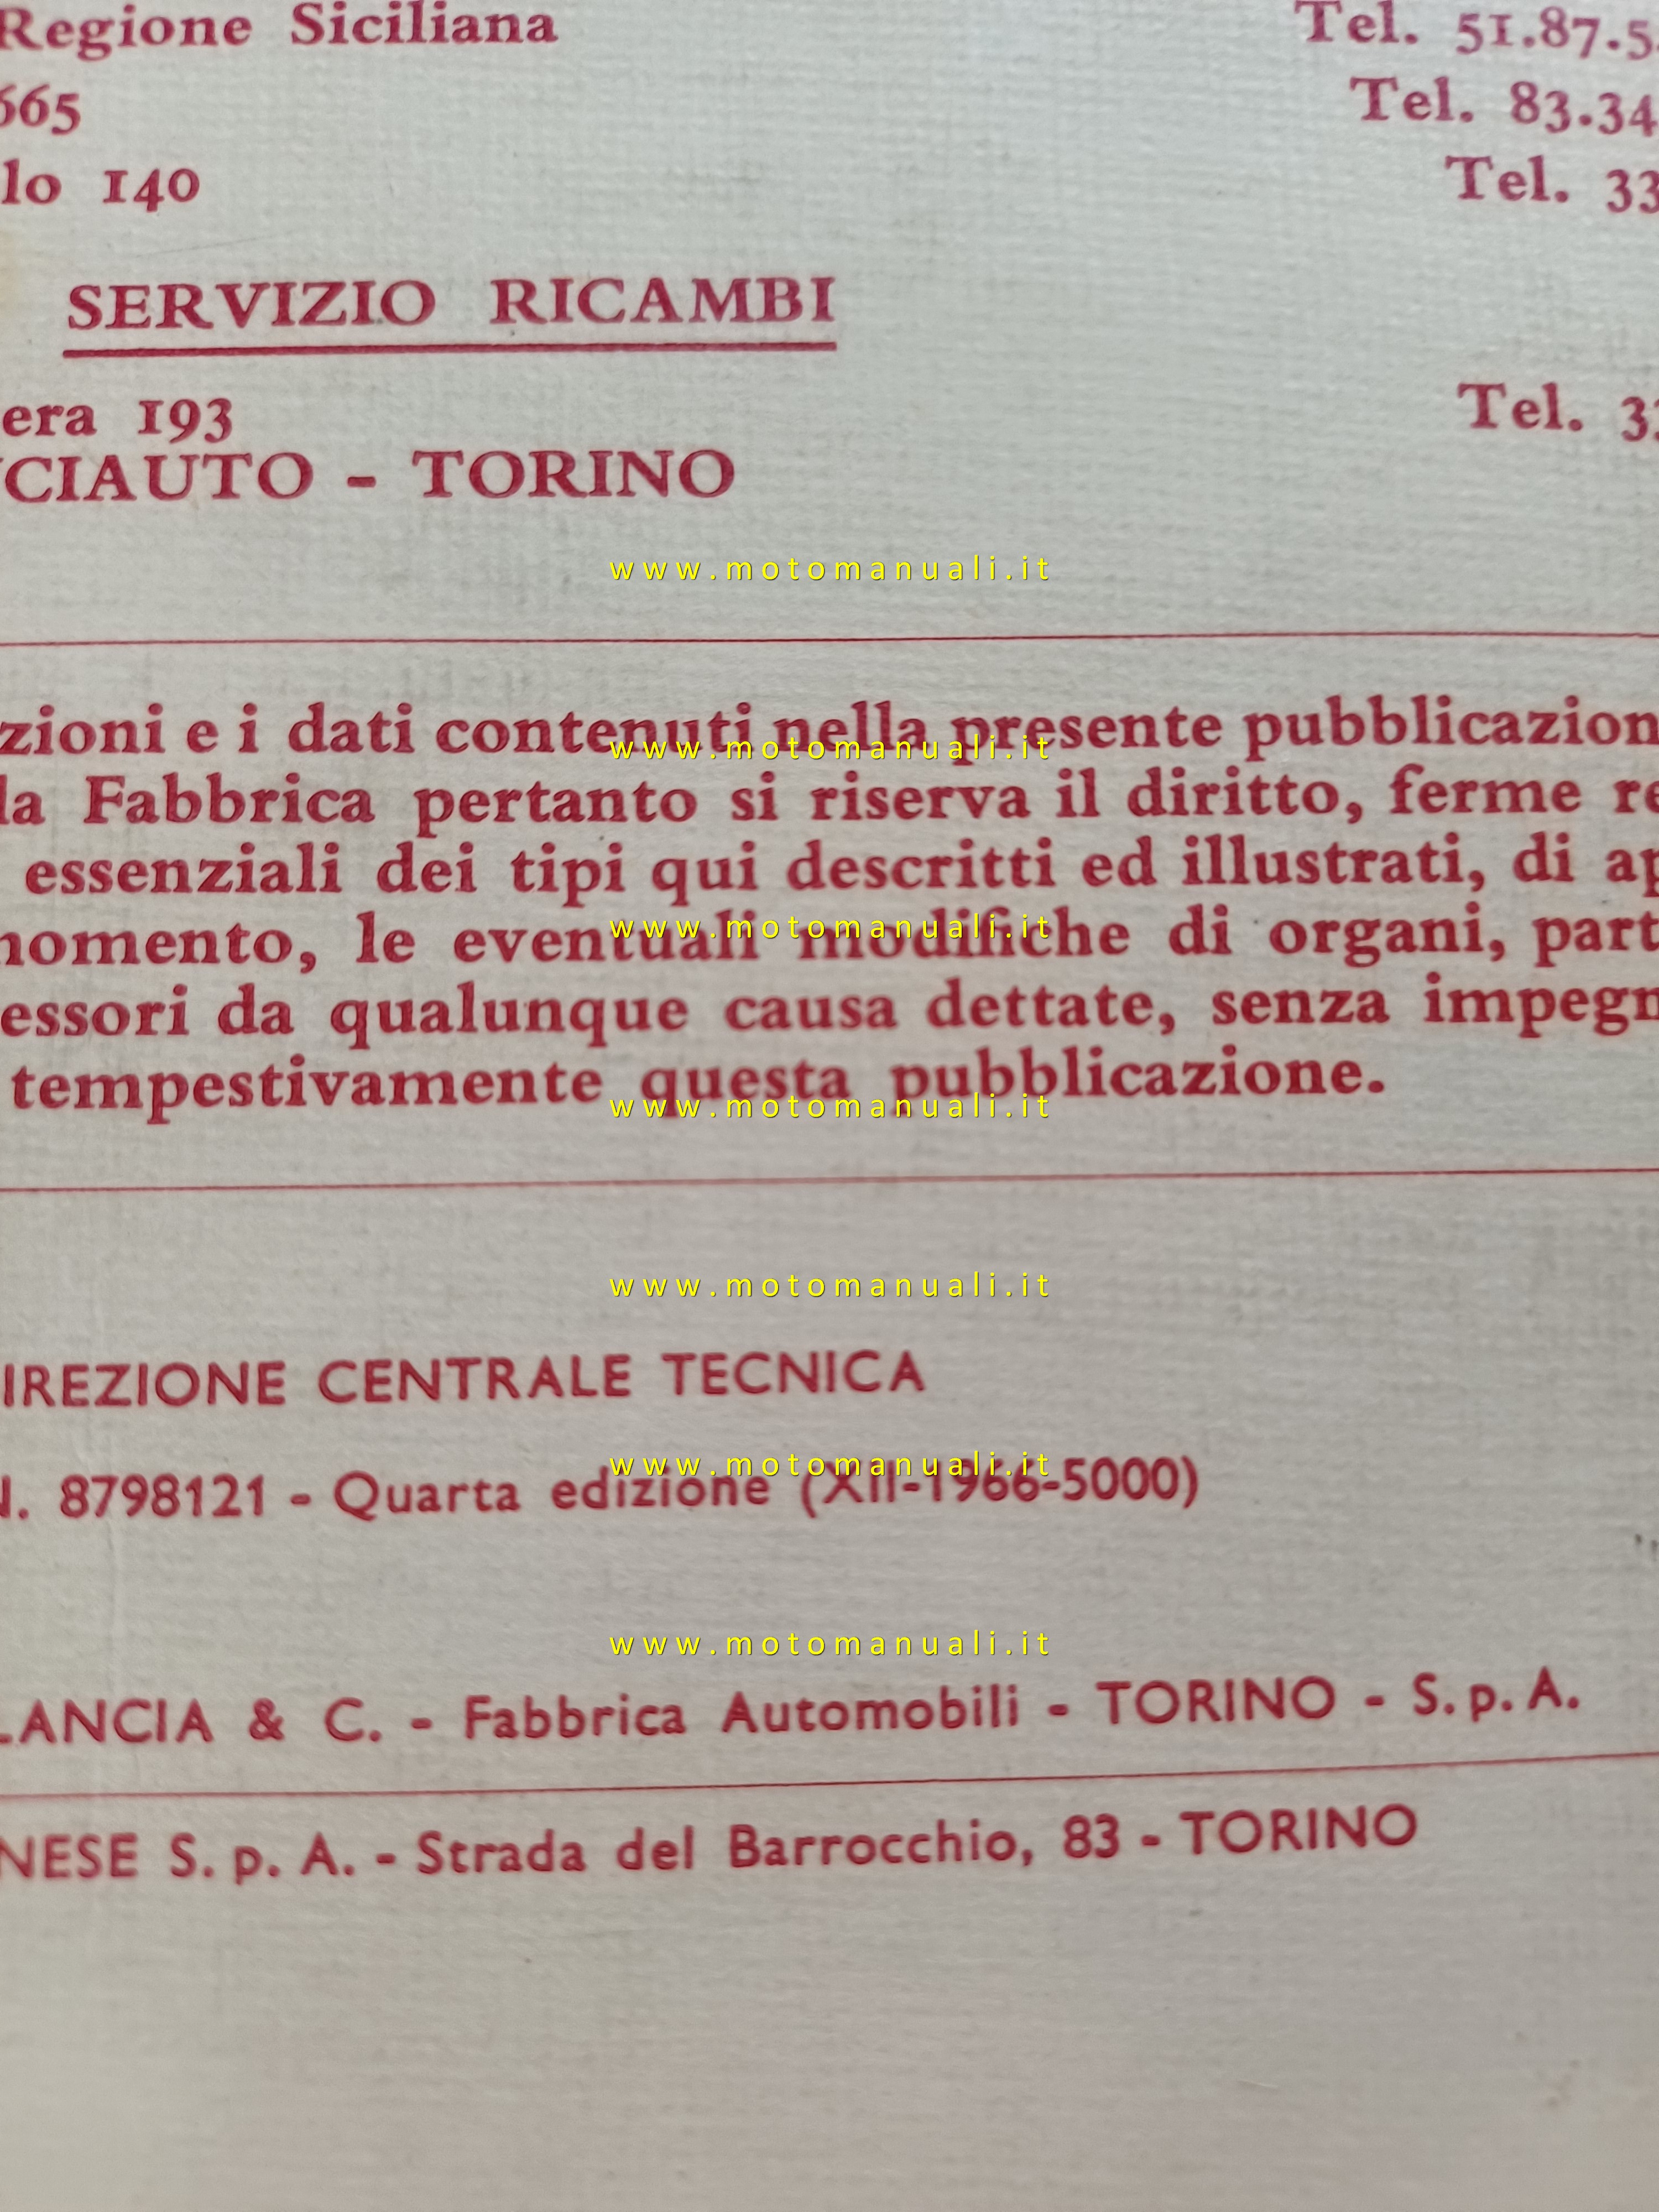 Regione Siciliana Tel. 51.87.5
665 Tel. 83.34
lo 140 Tel. 33
SERVIZIO RICAMBI
era 193 Tel. 33
CIAUTO - TORINO
www.motomanuali.it
zioni e i dati contenuti nella presente pubblicazion
www.motomanuali.it
la Fabbrica pertanto si riserva il diritto, ferme re
essenziali dei tipi qui descritti ed illustrati, di ap
www.motomanuali.it
momento, le eventuali modifiche di organi, part
essori da qualunque causa dettate, senza impegn
tempestivamente questa pubblicazione.
www.motomanuali.it
www.motomanuali.it
IREZIONE CENTRALE TECNICA
www.motomanuali.it
N. 8798121 - Quarta edizione (XII-1966-5000)
www.motomanuali.it
LANCIA & C. - Fabbrica Automobili - TORINO - S.p.A.
NESE S.p.A. - Strada del Barrocchio, 83 - TORINO